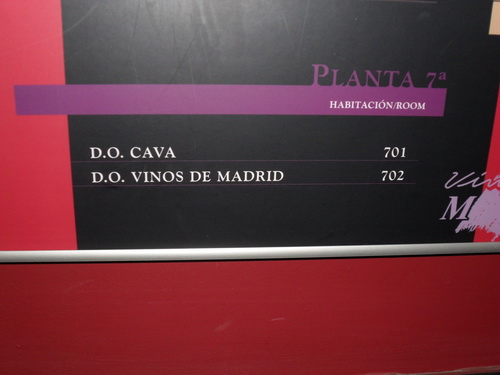 PLANTA 7ª
HABITACIÓN/ROOM
D.O. CAVA 701
D.O. VINOS DE MADRID 702